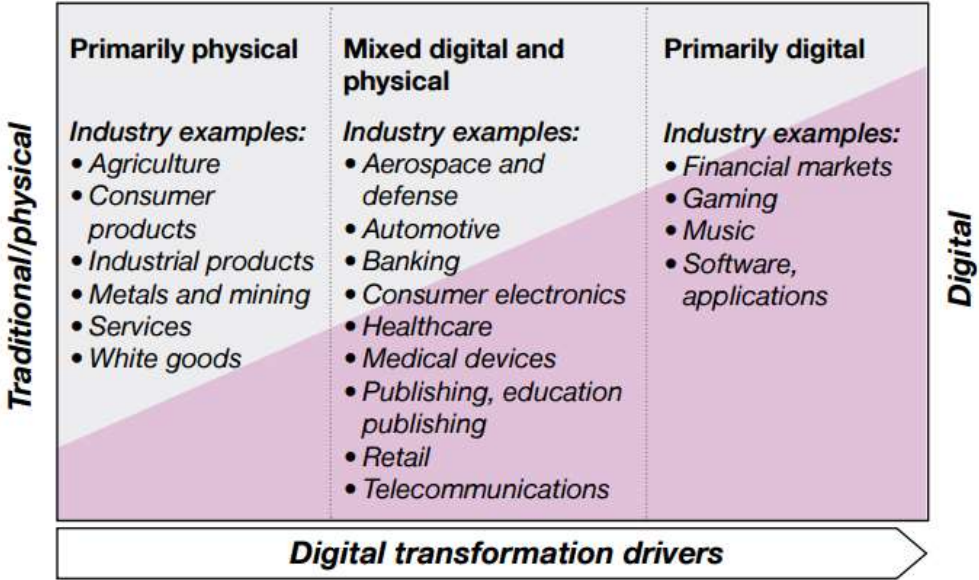 Traditional/physical
Primarily physical
Industry examples:
• Agriculture
• Consumer
products
• Industrial products
• Metals and mining
• Services
• White goods
Mixed digital and
physical
Industry examples:
• Aerospace and
defense
• Automotive
• Banking
• Consumer electronics
• Healthcare
• Medical devices
• Publishing, education
publishing
• Retail
• Telecommunications
Primarily digital
Industry examples:
• Financial markets
• Gaming
• Music
• Software,
applications
Digital
Digital transformation drivers